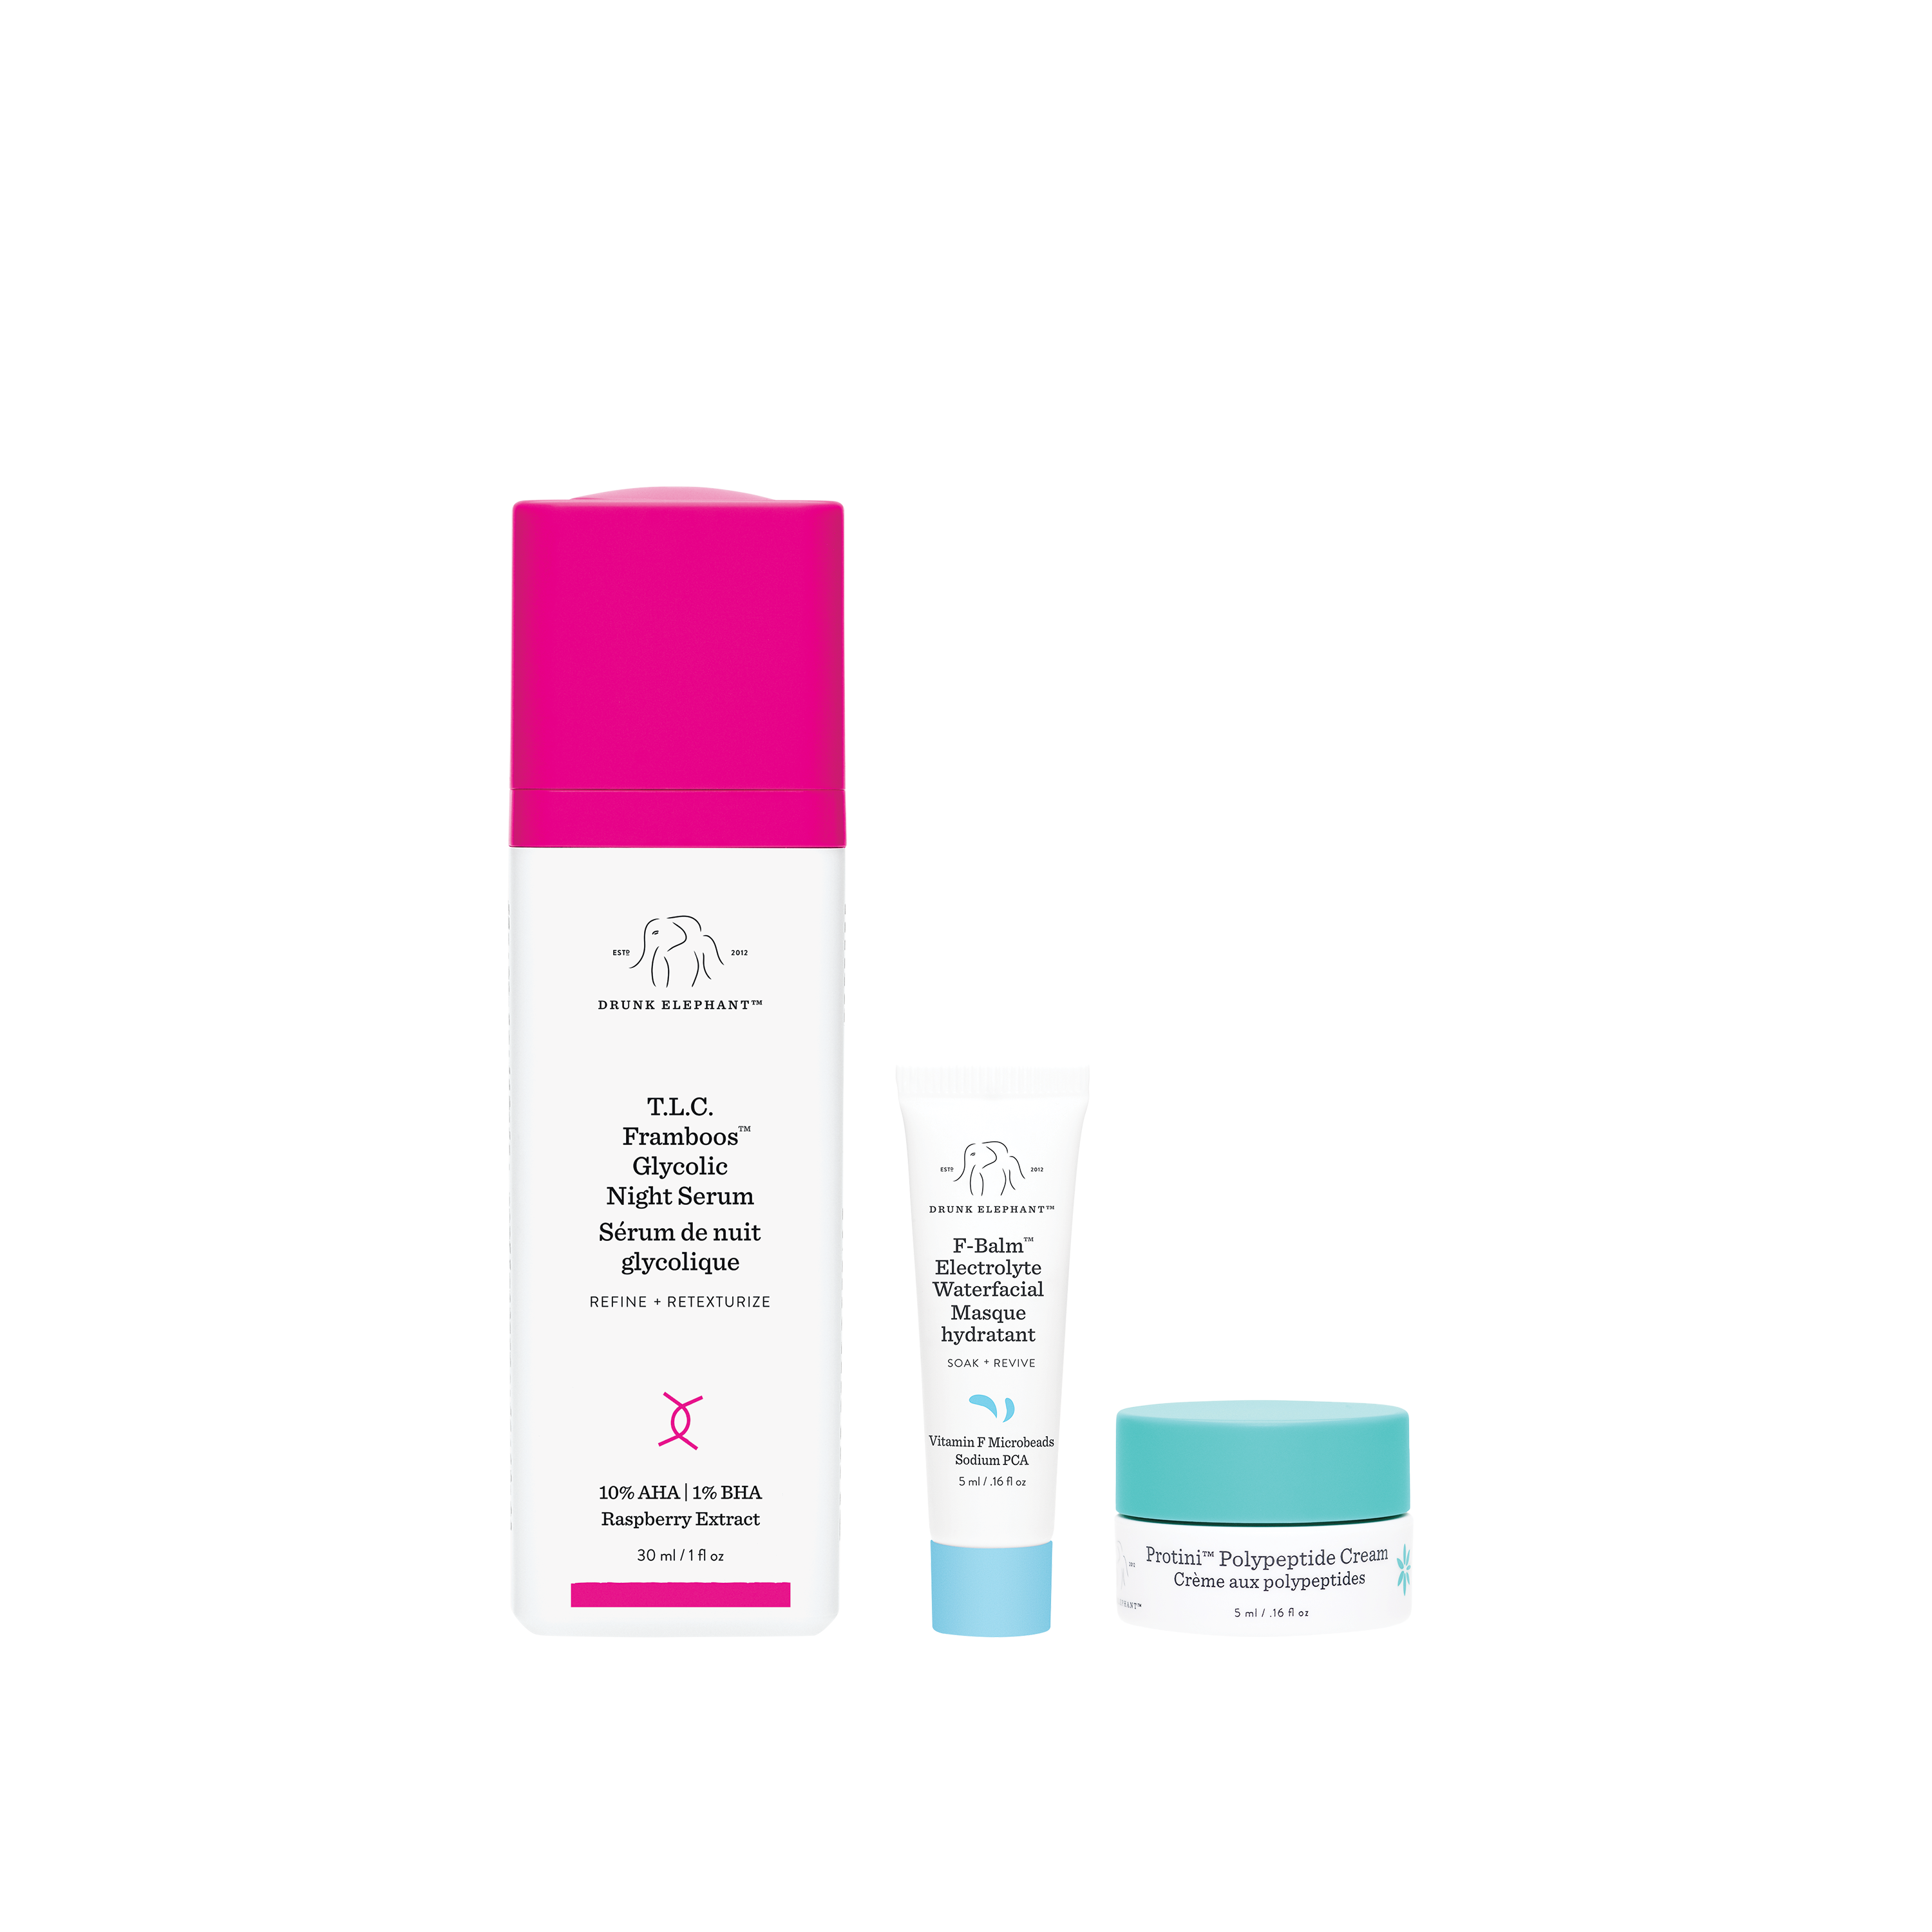 ESTD 2012
DRUNK ELEPHANT™
T.L.C.
Framboos™
Glycolic
Night Serum
Sérum de nuit
glycolique
REFINE + RETEXTURIZE
10% AHA | 1% BHA
Raspberry Extract
30 ml / 1 fl oz
ESTD 2012
DRUNK ELEPHANT™
F-Balm™
Electrolyte
Waterfacial
Masque
hydratant
SOAK + REVIVE
Vitamin F Microbeads
Sodium PCA
5 ml / .16 fl oz
Protini™ Polypeptide Cream
Crème aux polypeptides
5 ml / .16 fl oz